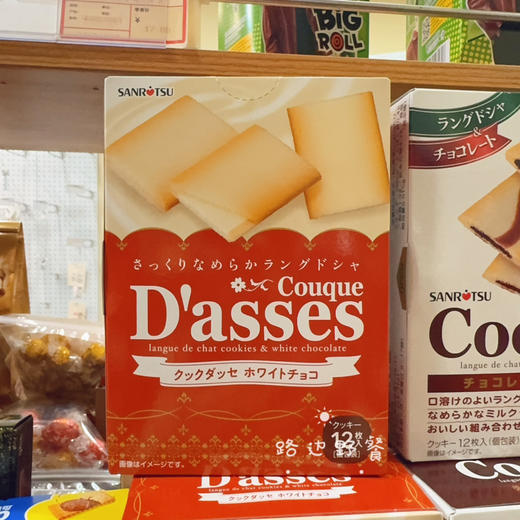 BIG
ROLL
SANRITSU
さっくりなめらかラングドシャ
Couque
D'asses
langue de chat cookies & white chocolate
クックダッセ ホワイトチョコ
クッキー
12枚入
画像はイメージです。
ラングドシャ
&
チョコレート
SANRITSU
Co
langue de
チョコレ
口溶けのよいラング
なめらかなミルク
おいしい組み合わせ
クッキー 12枚入(個包装)
D'asses
langue de chat cookies & white chocolate
クックダッセ ホワイトチョコ